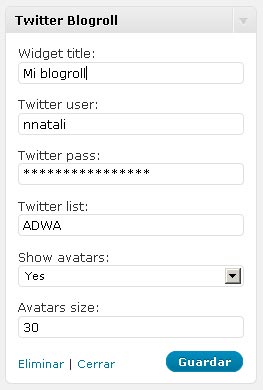 Twitter Blogroll
Widget title:
Mi blogroll
Twitter user:
nnatali
Twitter pass:
****************
Twitter list:
ADWA
Show avatars:
Yes
Avatars size:
30
Eliminar | Cerrar
Guardar